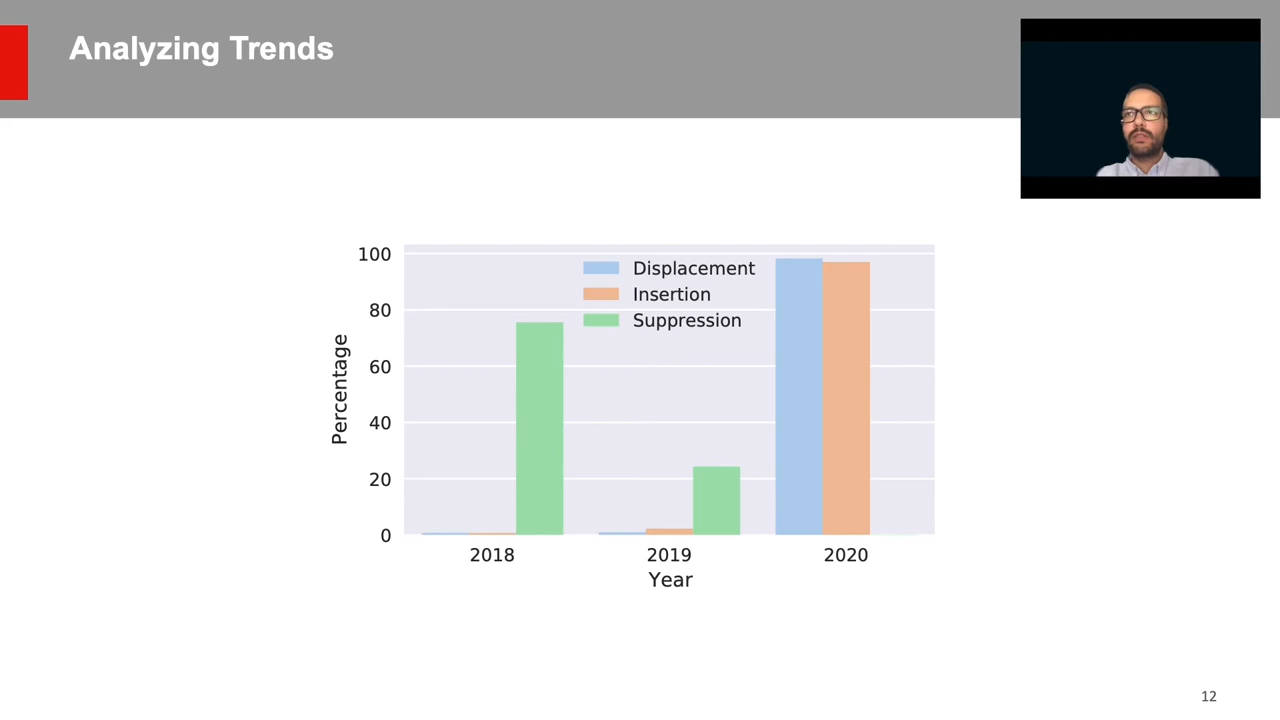 Analyzing Trends
100
80
60
40
20
0
Percentage
Displacement
Insertion
Suppression
2018
2019
2020
Year
12